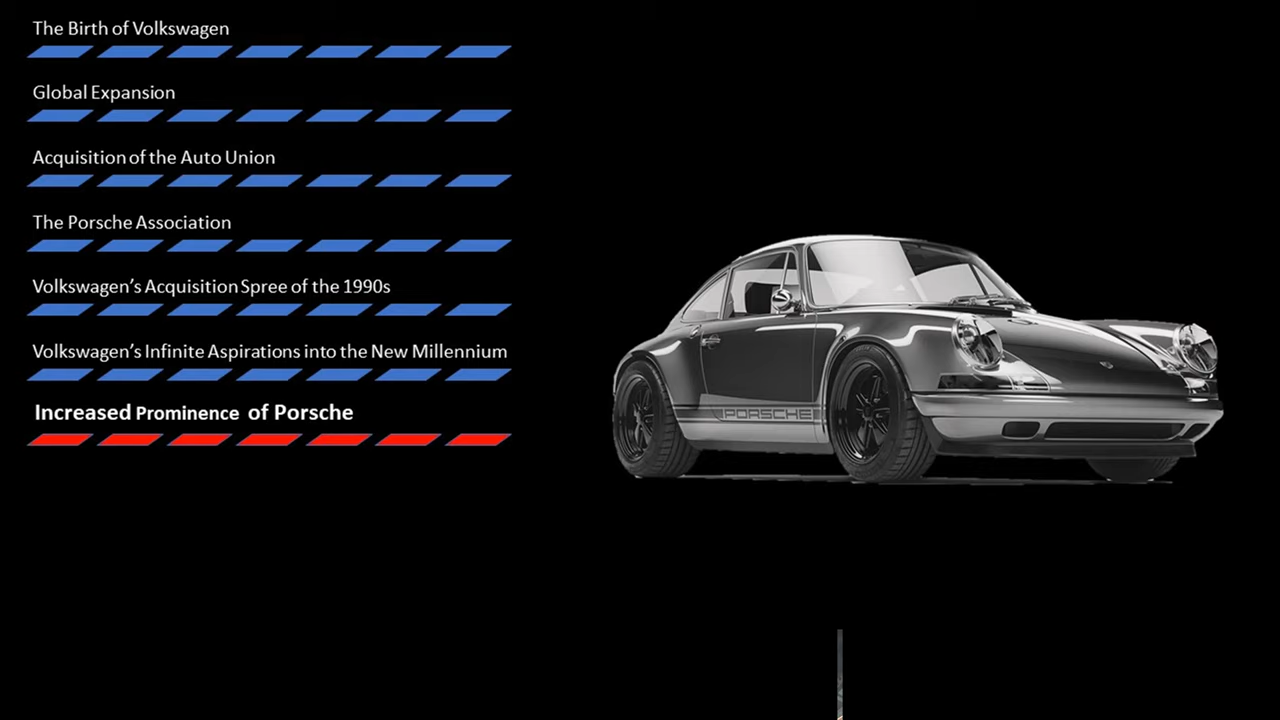 The Birth of Volkswagen
Global Expansion
Acquisition of the Auto Union
The Porsche Association
Volkswagen’s Acquisition Spree of the 1990s
Volkswagen’s Infinite Aspirations into the New Millennium
Increased Prominence of Porsche
PORSCHE